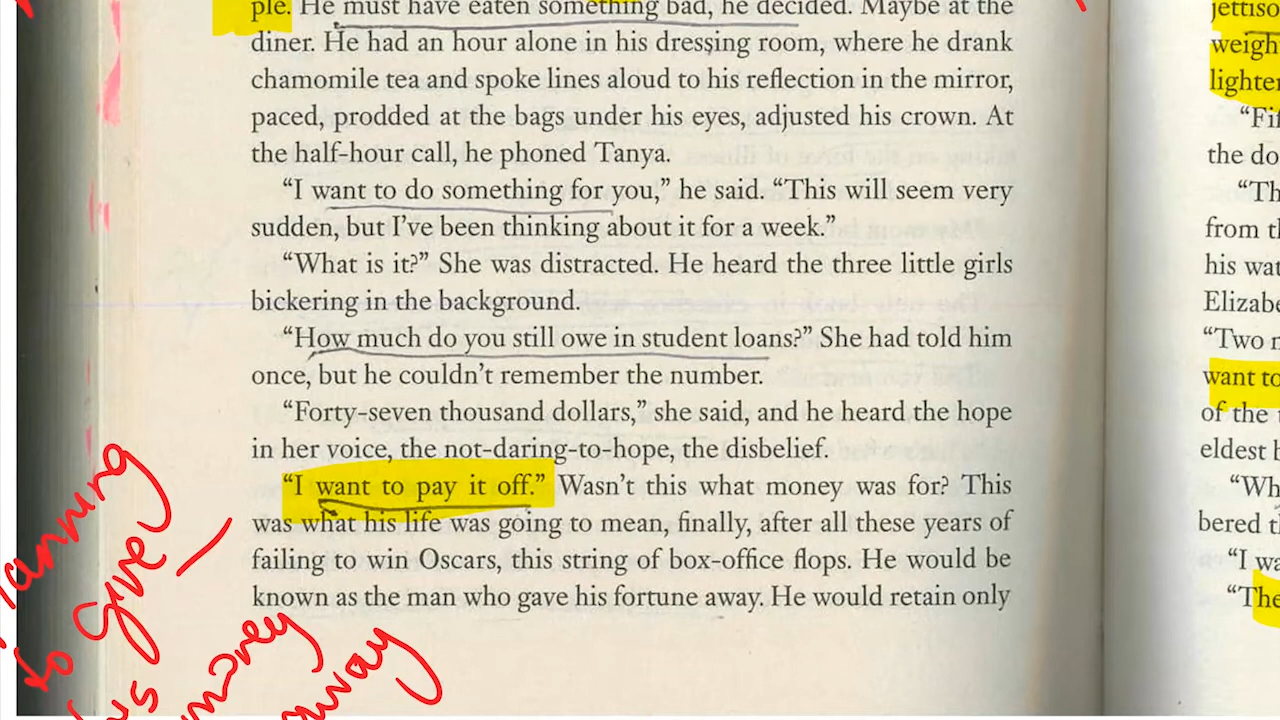 ple. He must have eaten something bad, he decided. Maybe at the
diner. He had an hour alone in his dressing room, where he drank
chamomile tea and spoke lines aloud to his reflection in the mirror,
paced, prodded at the bags under his eyes, adjusted his crown. At
the half-hour call, he phoned Tanya.
“I want to do something for you,” he said. “This will seem very
sudden, but I’ve been thinking about it for a week.”
“What is it?” She was distracted. He heard the three little girls
bickering in the background.
“How much do you still owe in student loans?” She had told him
once, but he couldn’t remember the number.
“Forty-seven thousand dollars,” she said, and he heard the hope
in her voice, the not-daring-to-hope, the disbelief.
“I want to pay it off.” Wasn’t this what money was for? This
was what his life was going to mean, finally, after all these years of
failing to win Oscars, this string of box-office flops. He would be
known as the man who gave his fortune away. He would retain only
to give
money
jettiso
weigh
lighte
“Fif
the do
“Th
from t
his wat
Elizabe
“Two
want to
of the
eldest
“Wh
bered t
“I wa
“The